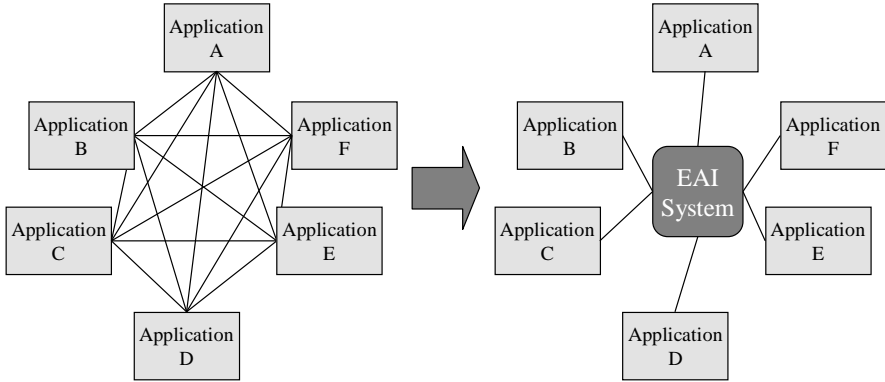 Application
A
Application
B
Application
F
Application
C
Application
E
Application
D
Application
A
Application
B
Application
F
EAI
System
Application
C
Application
E
Application
D